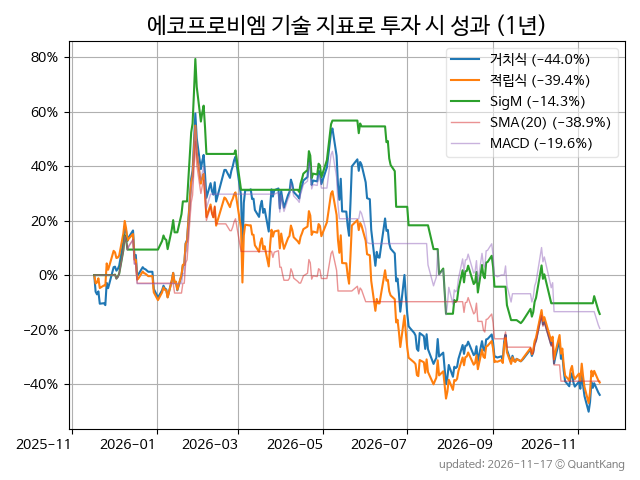 에코프로비엠 기술 지표로 투자 시 성과 (1년)
거치식 (−44.0%)
적립식 (−39.4%)
SigM (−14.3%)
SMA(20) (−38.9%)
MACD (−19.6%)
80%
60%
40%
20%
0%
−20%
−40%
2025-11 2026-01 2026-03 2026-05 2026-07 2026-09 2026-11
updated: 2026-11-17 © QuantKang